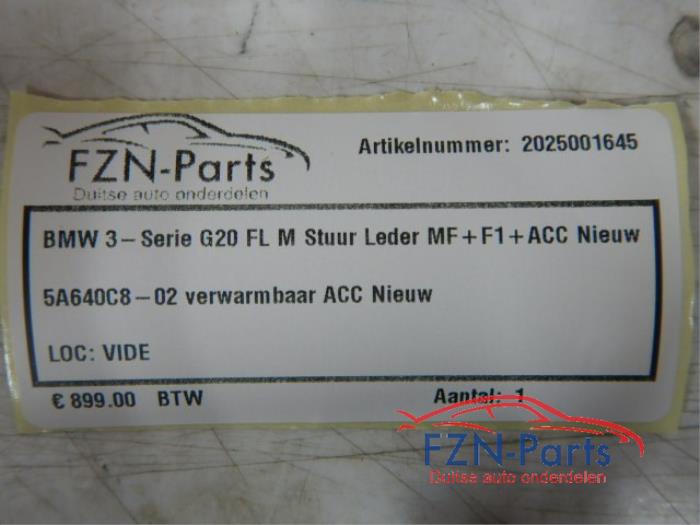 FZN-Parts
Duitse auto onderdelen
Artikelnummer: 2025001645
BMW 3-Serie G20 FL M Stuur Leder MF+F1+ACC Nieuw
5A640C8-02 verwarmbaar ACC Nieuw
LOC: VIDE
€ 899.00 BTW
Aantal: 1
FZN-Parts
Duitse auto onderdelen